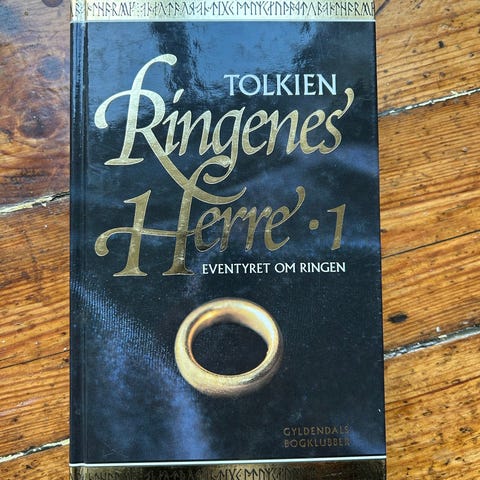 TOLKIEN
Ringenes
Herre · 1
EVENTYRET OM RINGEN
GYLDENDALS
BOGKLUBBER